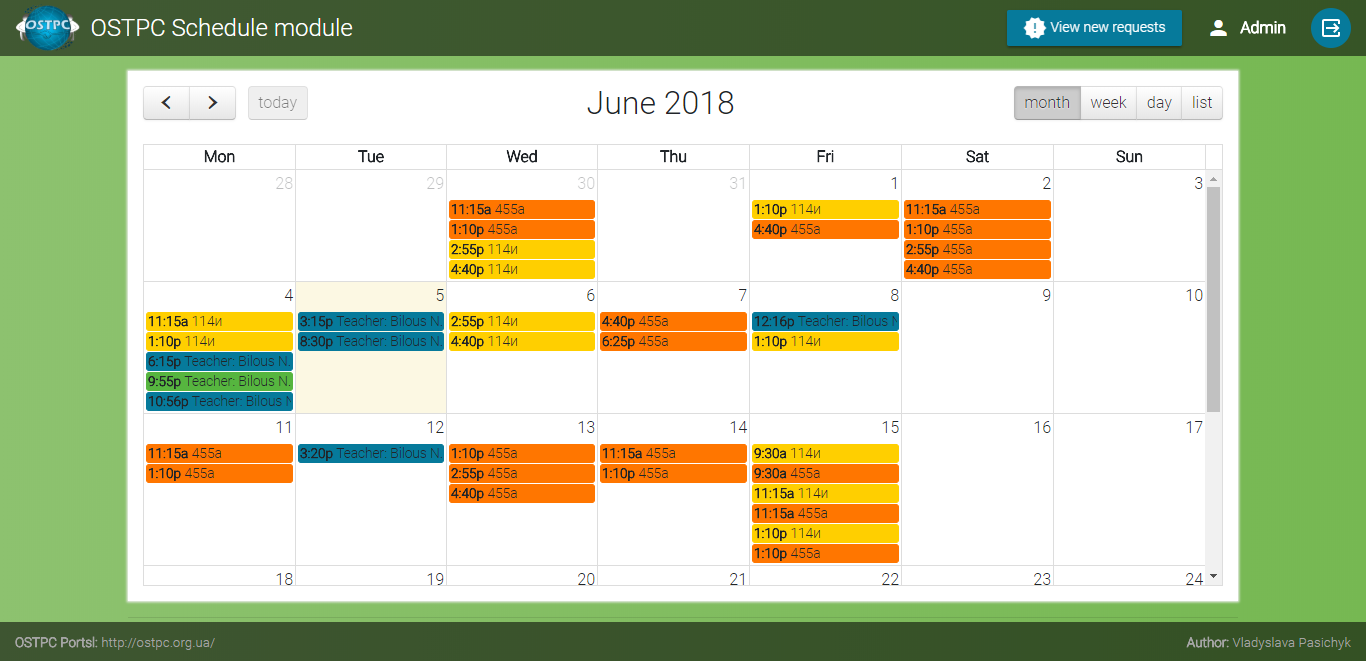 OSTPC
OSTPC Schedule module
View new requests
Admin
today
June 2018
month week day list
Mon Tue Wed Thu Fri Sat Sun
28 29 30 31 1 2 3
11:15a 455a
1:10p 455a
2:55p 114и
4:40p 114и
1:10p 114и
4:40p 455a
11:15a 455a
1:10p 455a
2:55p 455a
4:40p 455a
4 5 6 7 8 9 10
11:15a 114и
1:10p 114и
6:15p Teacher: Bilous N.
9:55p Teacher: Bilous N.
10:56p Teacher: Bilous N
3:15p Teacher: Bilous N.
8:30p Teacher: Bilous N.
2:55p 114и
4:40p 114и
4:40p 455a
6:25p 455a
12:16p Teacher: Bilous N
1:10p 114и
11 12 13 14 15 16 17
11:15a 455a
1:10p 455a
3:20p Teacher: Bilous N.
1:10p 455a
2:55p 455a
4:40p 455a
11:15a 455a
1:10p 455a
9:30a 114и
9:30a 455a
11:15a 114и
11:15a 455a
1:10p 114и
1:10p 455a
18 19 20 21 22 23 24
OSTPC Portsl: http://ostpc.org.ua/
Author: Vladyslava Pasichyk